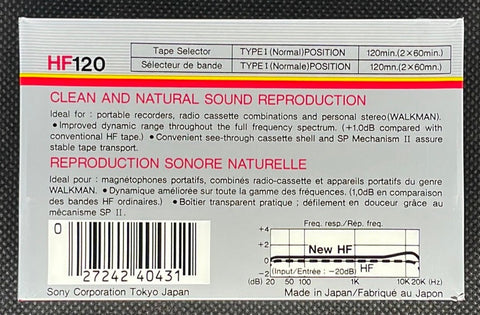 HF120
Tape Selector TYPE I (Normal) POSITION 120min.(2×60min.)
Sélecteur de bande TYPE I (Normale) POSITION 120mn.(2×60mn.)
CLEAN AND NATURAL SOUND REPRODUCTION
Ideal for : portable recorders, radio cassette combinations and personal stereo(WALKMAN).
• Improved dynamic range throughout the full frequency spectrum. (+1.0dB compared with
conventional HF tape.) • Convenient see-through cassette shell and SP Mechanism II assure
stable tape transport.
REPRODUCTION SONORE NATURELLE
Idéal pour : magnétophones portatifs, combinés radio-cassette et appareils portatifs du genre
WALKMAN. • Dynamique améliorée sur toute la gamme des fréquences. (1,0dB en comparaison
des bandes HF ordinaires.) • Boîtier transparent pratique ; défilement en douceur grâce au
mécanisme SP II.
0
27242 40431
Sony Corporation Tokyo Japan
Freq. resp./Rép. fréq.
+4
+2
0
−2
New HF
HF
(Input/Entrée : −20dB)
(dB) 20 50 100 1K 10K 20K (Hz)
Made in Japan/Fabriqué au Japon